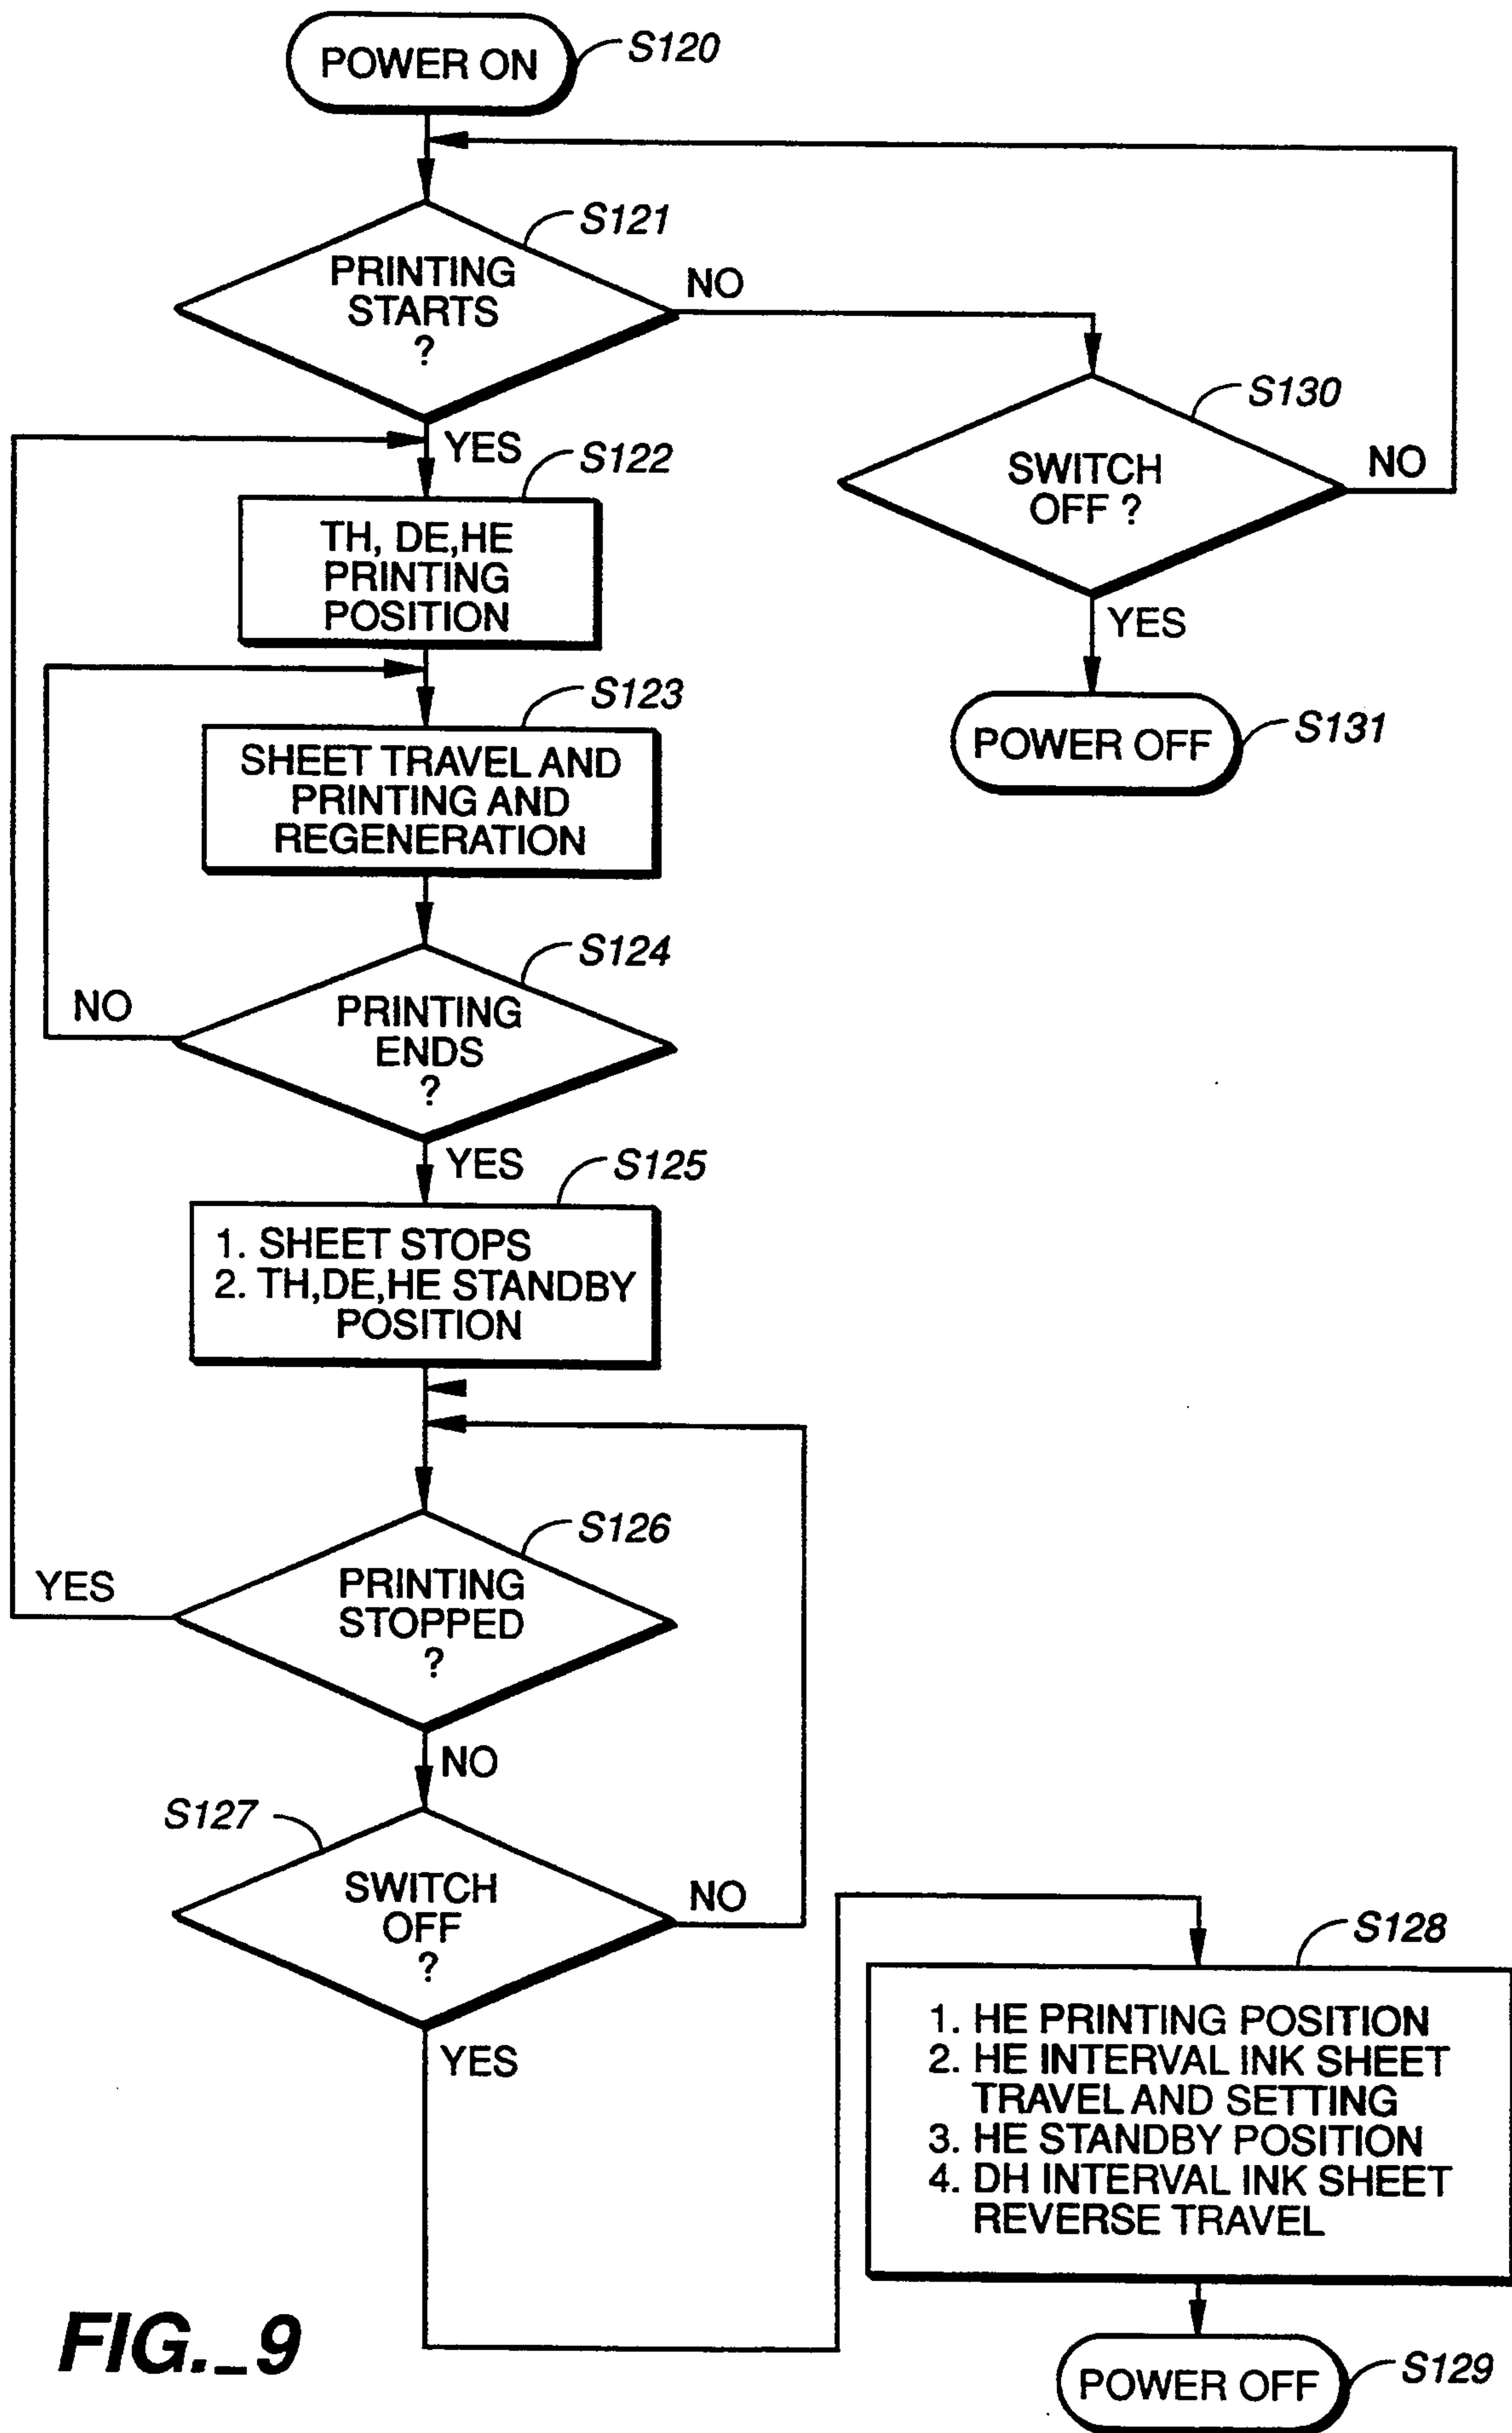 POWER ON
S120
S121
PRINTING
STARTS
?
NO
YES
S130
SWITCH
OFF ?
NO
YES
POWER OFF
S131
S122
TH, DE,HE
PRINTING
POSITION
S123
SHEET TRAVEL AND
PRINTING AND
REGENERATION
S124
PRINTING
ENDS
?
NO
YES
S125
1. SHEET STOPS
2. TH,DE,HE STANDBY
POSITION
S126
PRINTING
STOPPED
?
YES
NO
S127
SWITCH
OFF
?
NO
YES
S128
1. HE PRINTING POSITION
2. HE INTERVAL INK SHEET
TRAVEL AND SETTING
3. HE STANDBY POSITION
4. DH INTERVAL INK SHEET
REVERSE TRAVEL
POWER OFF
S129
FIG._9